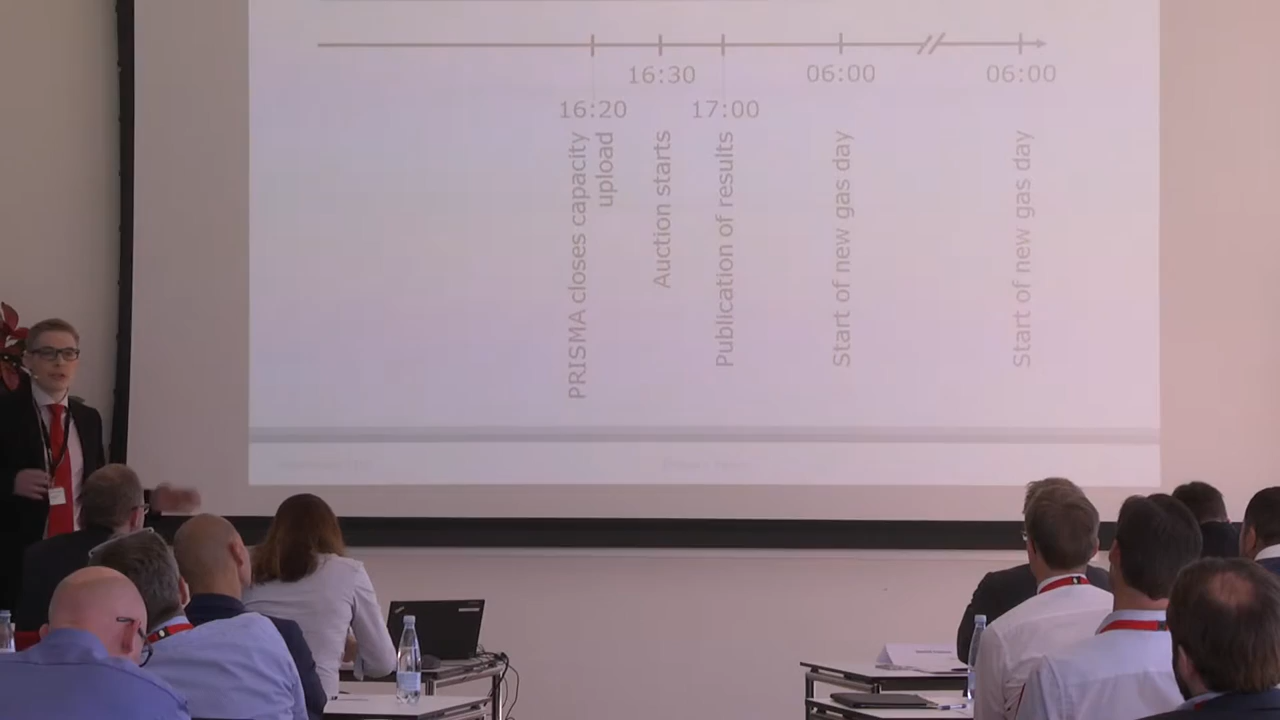 16:30
06:00
06:00
16:20
17:00
PRISMA closes capacity
upload
Auction starts
Publication of results
Start of new gas day
Start of new gas day